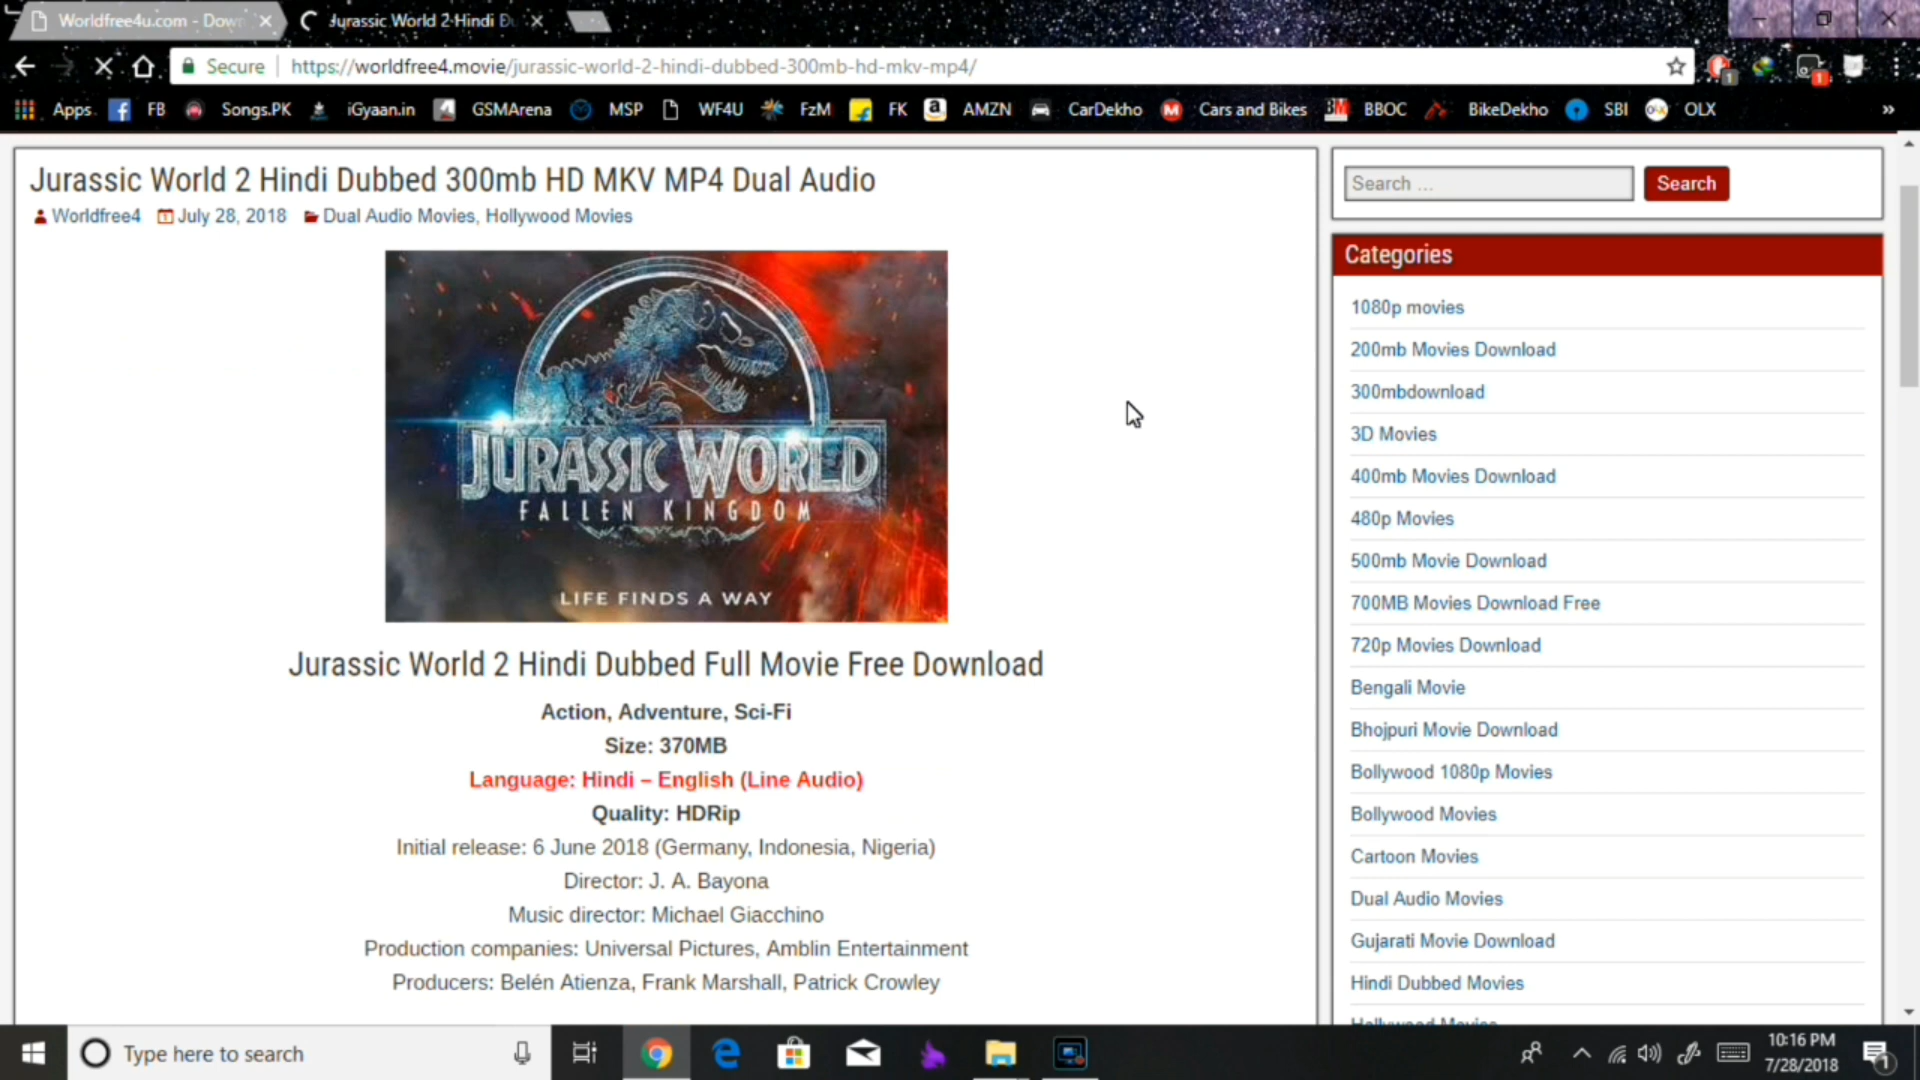 Worldfree4u.com - Down
Jurassic World 2 Hindi Du
Secure
https://worldfree4.movie/jurassic-world-2-hindi-dubbed-300mb-hd-mkv-mp4/
1
1
Apps
FB
Songs.PK
iGyaan.in
GSMArena
MSP
WF4U
FzM
FK
AMZN
CarDekho
Cars and Bikes
BBOC
BikeDekho
SBI
OLX
»
Jurassic World 2 Hindi Dubbed 300mb HD MKV MP4 Dual Audio
Worldfree4 July 28, 2018 Dual Audio Movies, Hollywood Movies
JURASSIC WORLD
FALLEN KINGDOM
LIFE FINDS A WAY
Jurassic World 2 Hindi Dubbed Full Movie Free Download
Action, Adventure, Sci-Fi
Size: 370MB
Language: Hindi – English (Line Audio)
Quality: HDRip
Initial release: 6 June 2018 (Germany, Indonesia, Nigeria)
Director: J. A. Bayona
Music director: Michael Giacchino
Production companies: Universal Pictures, Amblin Entertainment
Producers: Belén Atienza, Frank Marshall, Patrick Crowley
Search ...
Search
Categories
1080p movies
200mb Movies Download
300mbdownload
3D Movies
400mb Movies Download
480p Movies
500mb Movie Download
700MB Movies Download Free
720p Movies Download
Bengali Movie
Bhojpuri Movie Download
Bollywood 1080p Movies
Bollywood Movies
Cartoon Movies
Dual Audio Movies
Gujarati Movie Download
Hindi Dubbed Movies
Hollywood Movies
Type here to search
10:16 PM
7/28/2018
1